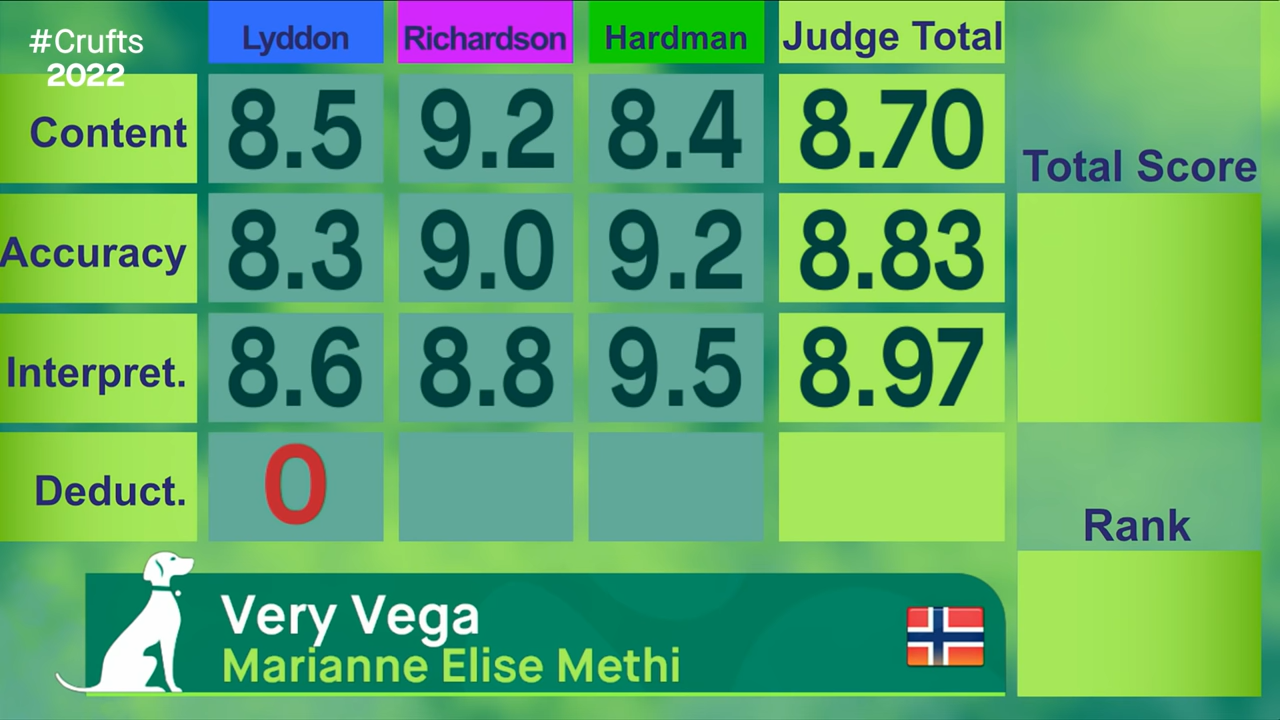 #Crufts
2022
Lyddon Richardson Hardman Judge Total
Content 8.5 9.2 8.4 8.70
Total Score
Accuracy 8.3 9.0 9.2 8.83
Interpret. 8.6 8.8 9.5 8.97
Deduct. 0
Rank
Very Vega
Marianne Elise Methi